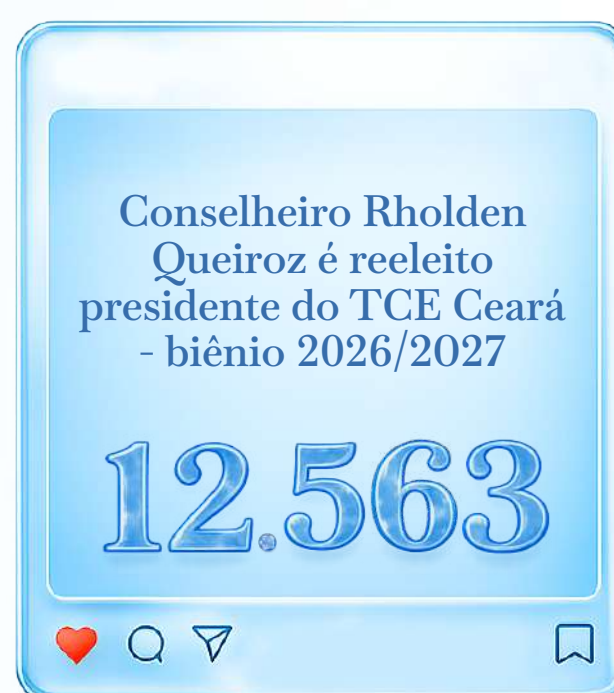 Conselheiro Rholden
Queiroz é reeleito
presidente do TCE Ceará
- biênio 2026/2027
12.563